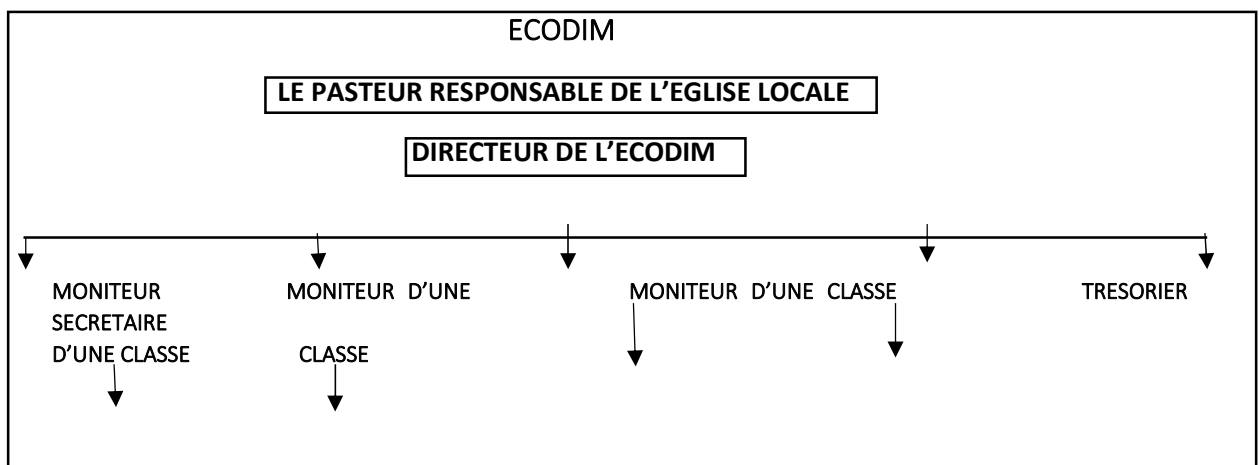 ECODIM
LE PASTEUR RESPONSABLE DE L’EGLISE LOCALE
DIRECTEUR DE L’ECODIM
MONITEUR MONITEUR D’UNE MONITEUR D’UNE CLASSE TRESORIER
SECRETAIRE
D’UNE CLASSE CLASSE